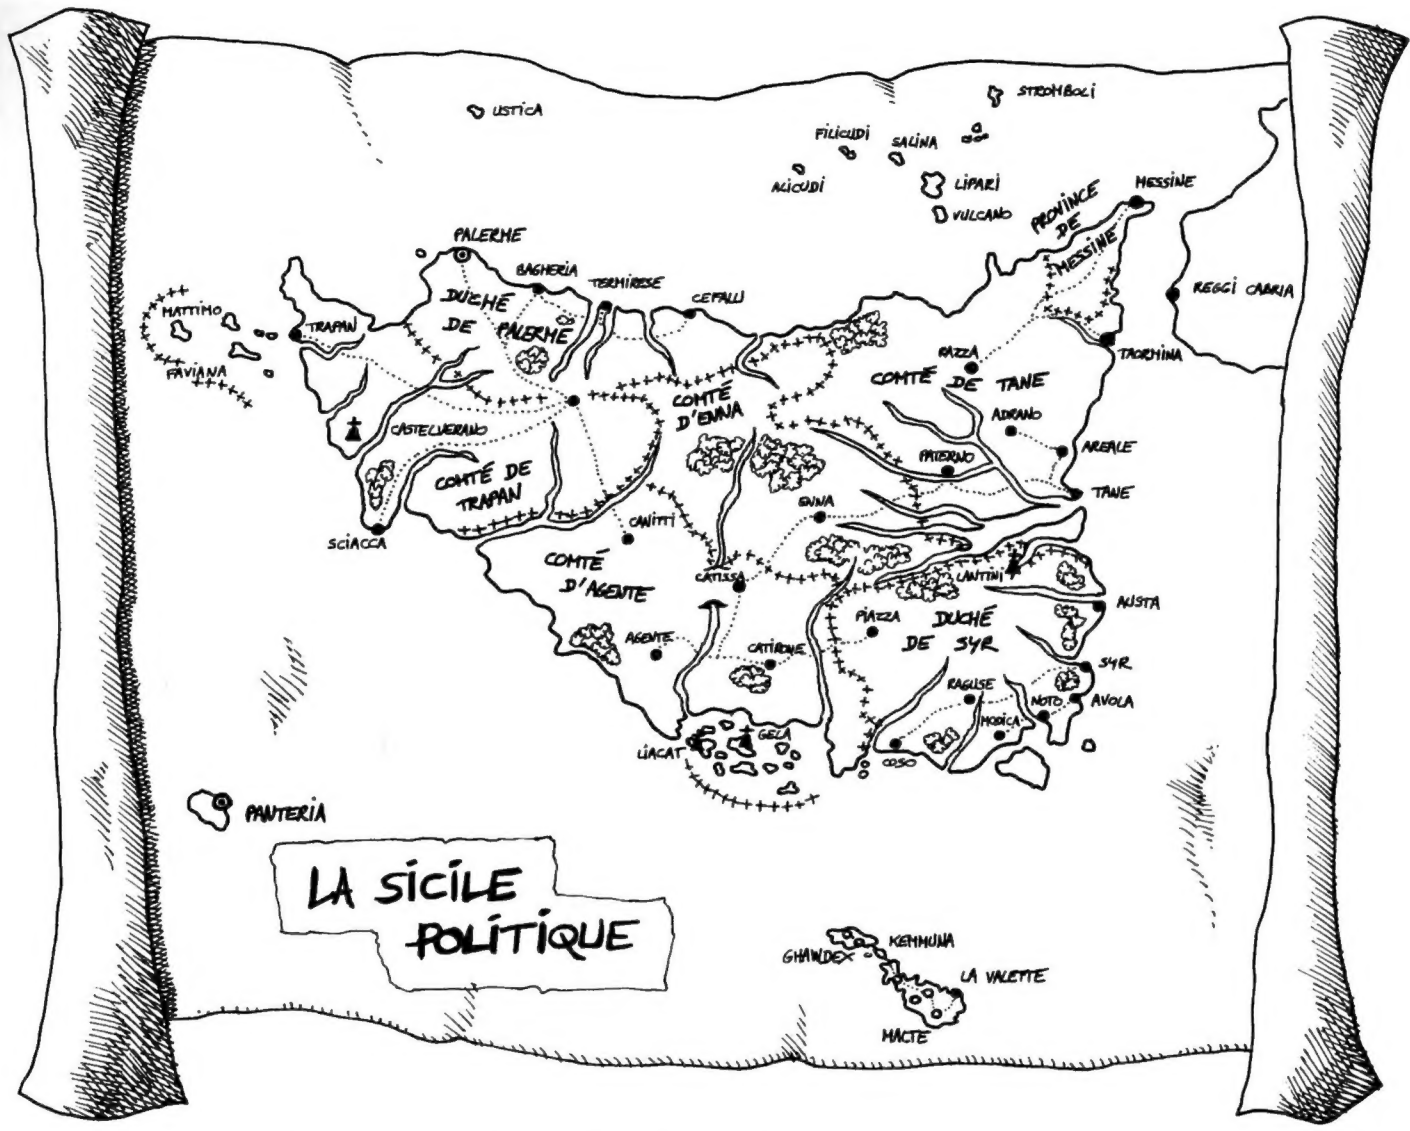 USTICA
STROMBOLI
FILICUDI
SALINA
ALICUDI
LIPARI
VULCANO
MESSINE
PROVINCE
DE
MESSINE
PALERME
BAGHERIA
TERMIRESE
CEFALLI
REGGI CABRIA
DUCHÉ
DE PALERME
MATTIMO
TRAPAN
FAVIANA
TAORMINA
RAZZA
COMTÉ DE TANE
COMTÉ
D'ENNA
ADRANO
CASTELVERANO
PATERNO
AREALE
COMTÉ DE
TRAPAN
TANE
ENNA
SCIACCA
CANITTI
COMTÉ
D'AGENTE
CATISSA
LANTINI
AUSTA
PIAZZA
DUCHÉ
DE SYR
AGENTE
CATIRONE
SYR
RAGUSE
NOTO
AVOLA
MODICA
LIACAT
GELA
COSO
PANTERIA
LA SICILE
POLITIQUE
KEMMUNA
GHAWDEX
LA VALETTE
MALTE